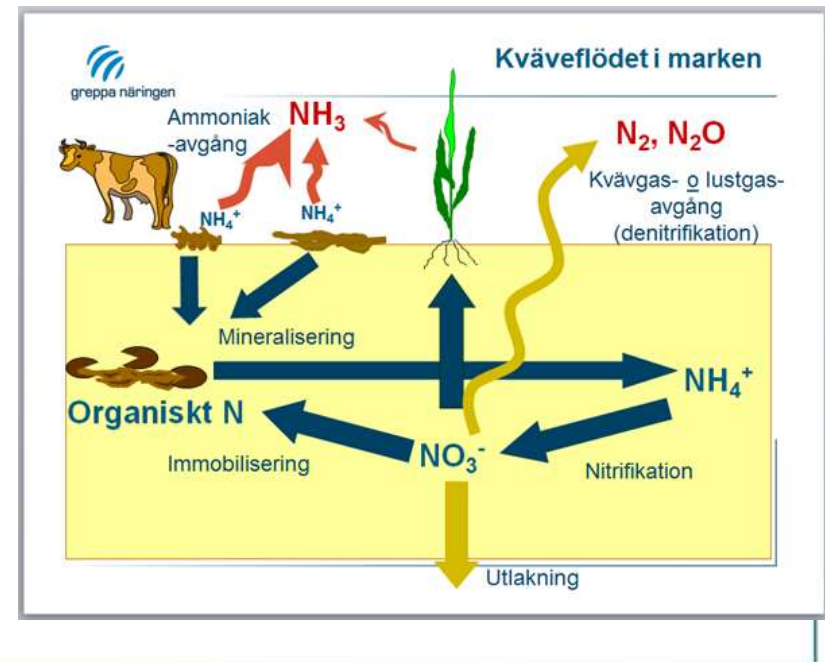 Kväveflödet i marken
greppa näringen
Ammoniak
-avgång
NH₃
N₂, N₂O
Kvävgas- o lustgas-
avgång
(denitrifikation)
NH₄⁺
NH₄⁺
Mineralisering
NH₄⁺
Organiskt N
Immobilisering
NO₃⁻
Nitrifikation
Utlakning